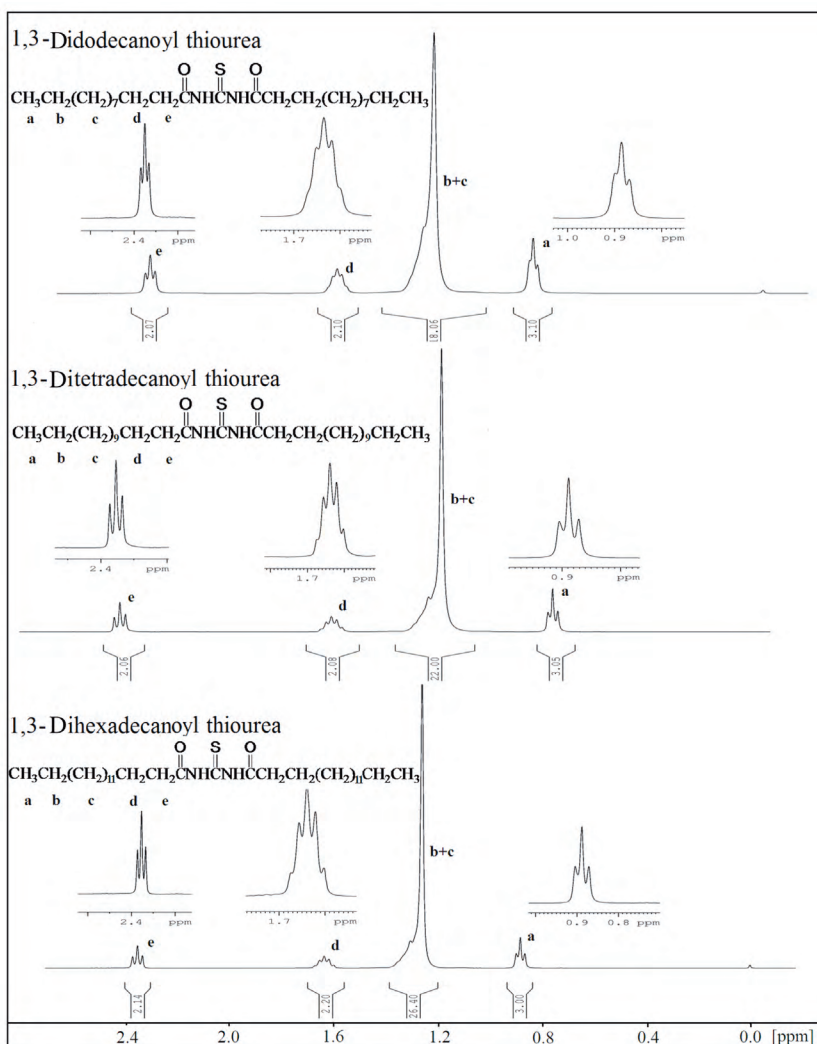 1,3-Didodecanoyl thiourea
O S O
CH₃CH₂(CH₂)₇CH₂CH₂CNHCNHCCH₂CH₂(CH₂)₇CH₂CH₃
a b c d e
b+c
2.4 ppm
1.7 ppm
1.0 0.9 ppm
e
d
a
2.07
2.10
18.06
3.10
1,3-Ditetradecanoyl thiourea
O S O
CH₃CH₂(CH₂)₉CH₂CH₂CNHCNHCCH₂CH₂(CH₂)₉CH₂CH₃
a b c d e
b+c
2.4 ppm
1.7 ppm
0.9 ppm
e
d
a
2.06
2.08
22.00
3.05
1,3-Dihexadecanoyl thiourea
O S O
CH₃CH₂(CH₂)₁₁CH₂CH₂CNHCNHCCH₂CH₂(CH₂)₁₁CH₂CH₃
a b c d e
b+c
2.4 ppm
1.7 ppm
0.9 0.8 ppm
e
d
a
2.14
2.20
26.40
3.00
2.4 2.0 1.6 1.2 0.8 0.4 0.0 [ppm]